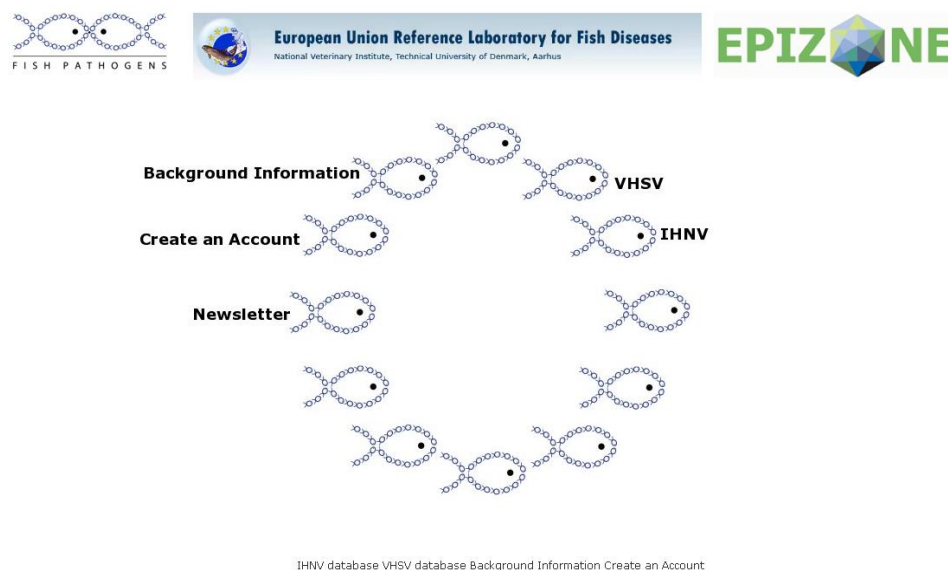 FISH PATHOGENS
European Union Reference Laboratory for Fish Diseases
National Veterinary Institute, Technical University of Denmark, Aarhus
EPIZONE
Background Information
VHSV
Create an Account
IHNV
Newsletter
IHNV database VHSV database Background Information Create an Account